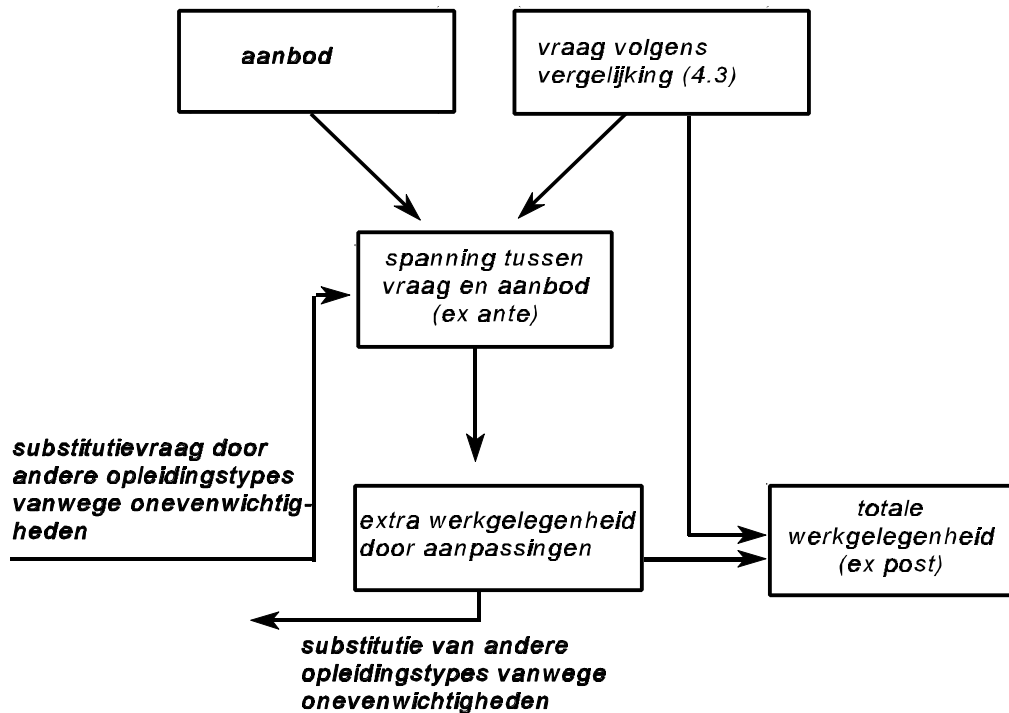 aanbod
vraag volgens
vergelijking (4.3)
spanning tussen
vraag en aanbod
(ex ante)
substitutievraag door
andere opleidingstypes
vanwege onevenwichtig-
heden
extra werkgelegenheid
door aanpassingen
totale
werkgelegenheid
(ex post)
substitutie van andere
opleidingstypes vanwege
onevenwichtigheden